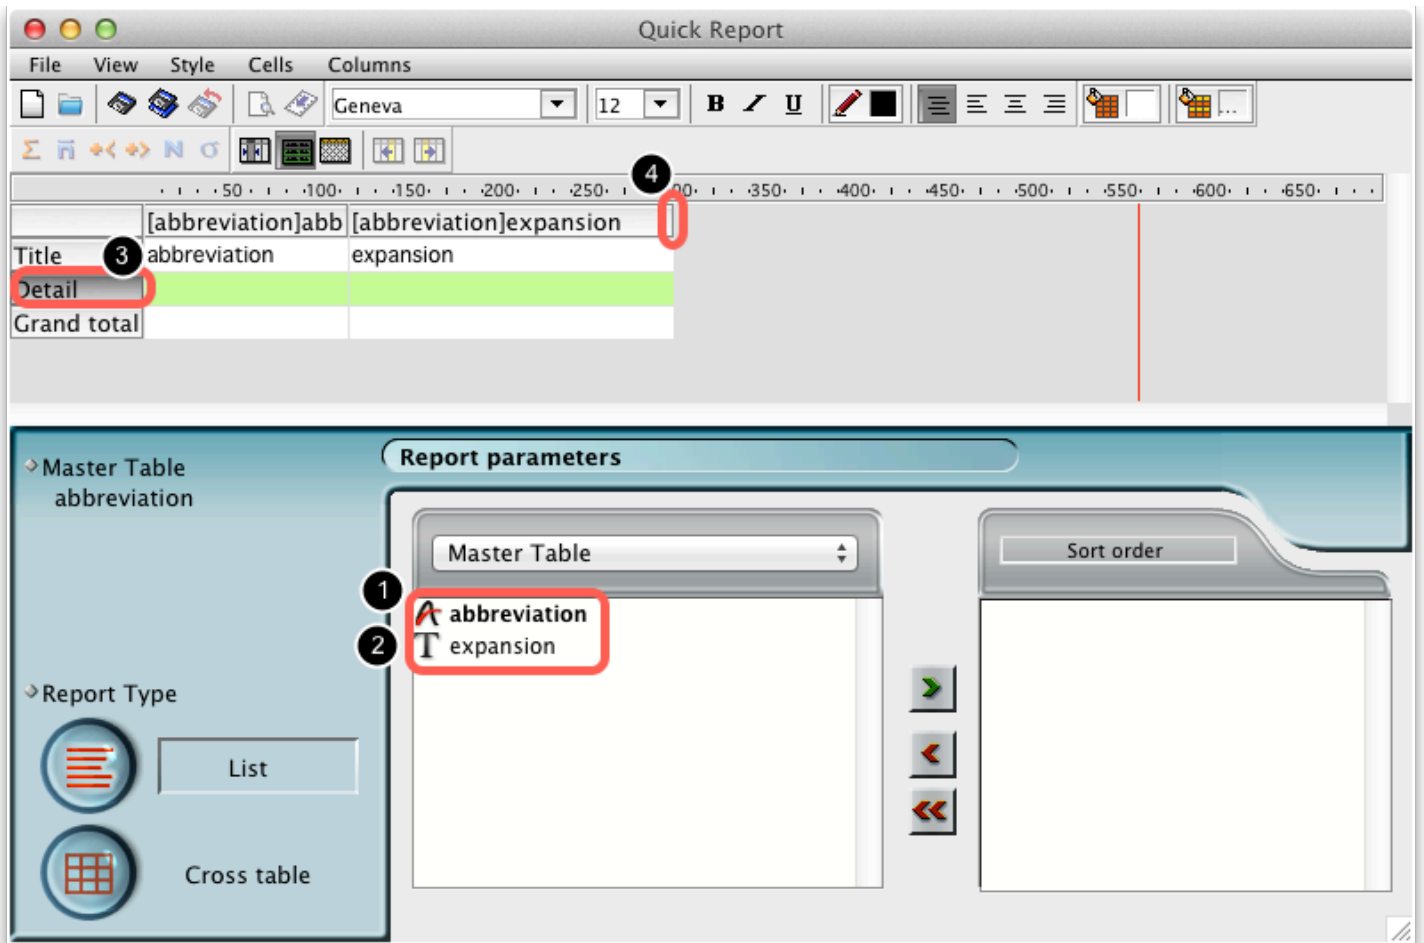 Quick Report
File View Style Cells Columns
Geneva 12 B I U ...
Σ N σ
4
50 100 150 200 250 00 350 400 450 500 550 600 650
[abbreviation]abb [abbreviation]expansion
Title 3 abbreviation expansion
Detail
Grand total
Report parameters
Master Table
abbreviation
Master Table
Sort order
1
abbreviation
2
T expansion
Report Type
List
Cross table